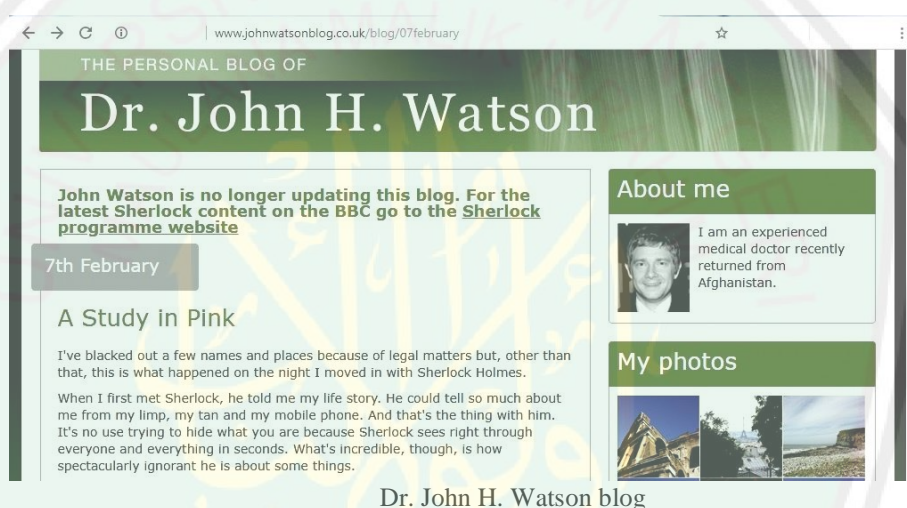 www.johnwatsonblog.co.uk/blog/07february
THE PERSONAL BLOG OF
Dr. John H. Watson
John Watson is no longer updating this blog. For the
latest Sherlock content on the BBC go to the Sherlock
programme website
7th February
A Study in Pink
I've blacked out a few names and places because of legal matters but, other than
that, this is what happened on the night I moved in with Sherlock Holmes.
When I first met Sherlock, he told me my life story. He could tell so much about
me from my limp, my tan and my mobile phone. And that's the thing with him.
It's no use trying to hide what you are because Sherlock sees right through
everyone and everything in seconds. What's incredible, though, is how
spectacularly ignorant he is about some things.
About me
I am an experienced
medical doctor recently
returned from
Afghanistan.
My photos
Dr. John H. Watson blog